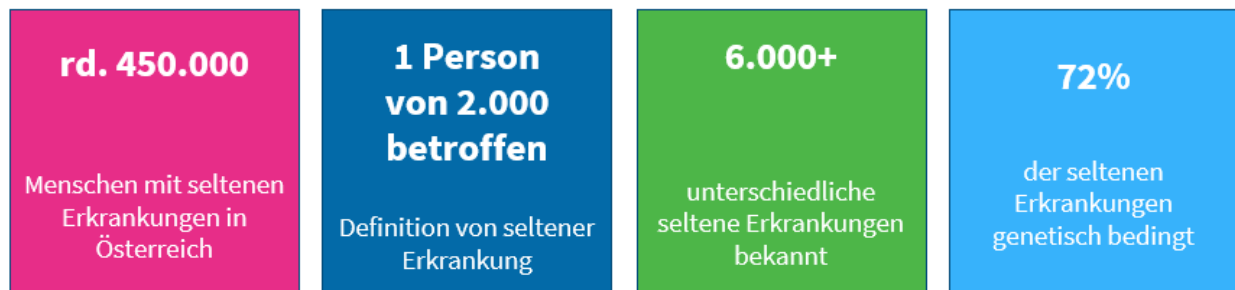 rd. 450.000
Menschen mit seltenen
Erkrankungen in
Österreich
1 Person
von 2.000
betroffen
Definition von seltener
Erkrankung
6.000+
unterschiedliche
seltene Erkrankungen
bekannt
72%
der seltenen
Erkrankungen
genetisch bedingt